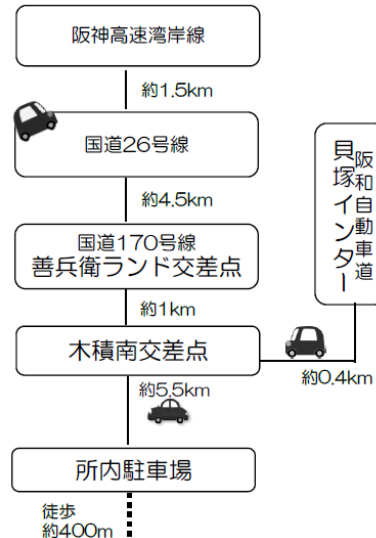 阪神高速湾岸線
約1.5km
国道26号線
約4.5km
国道170号線
善兵衛ランド交差点
約1km
木積南交差点
阪和自動車道
貝塚インター
約0.4km
約5.5km
所内駐車場
徒歩
約400m